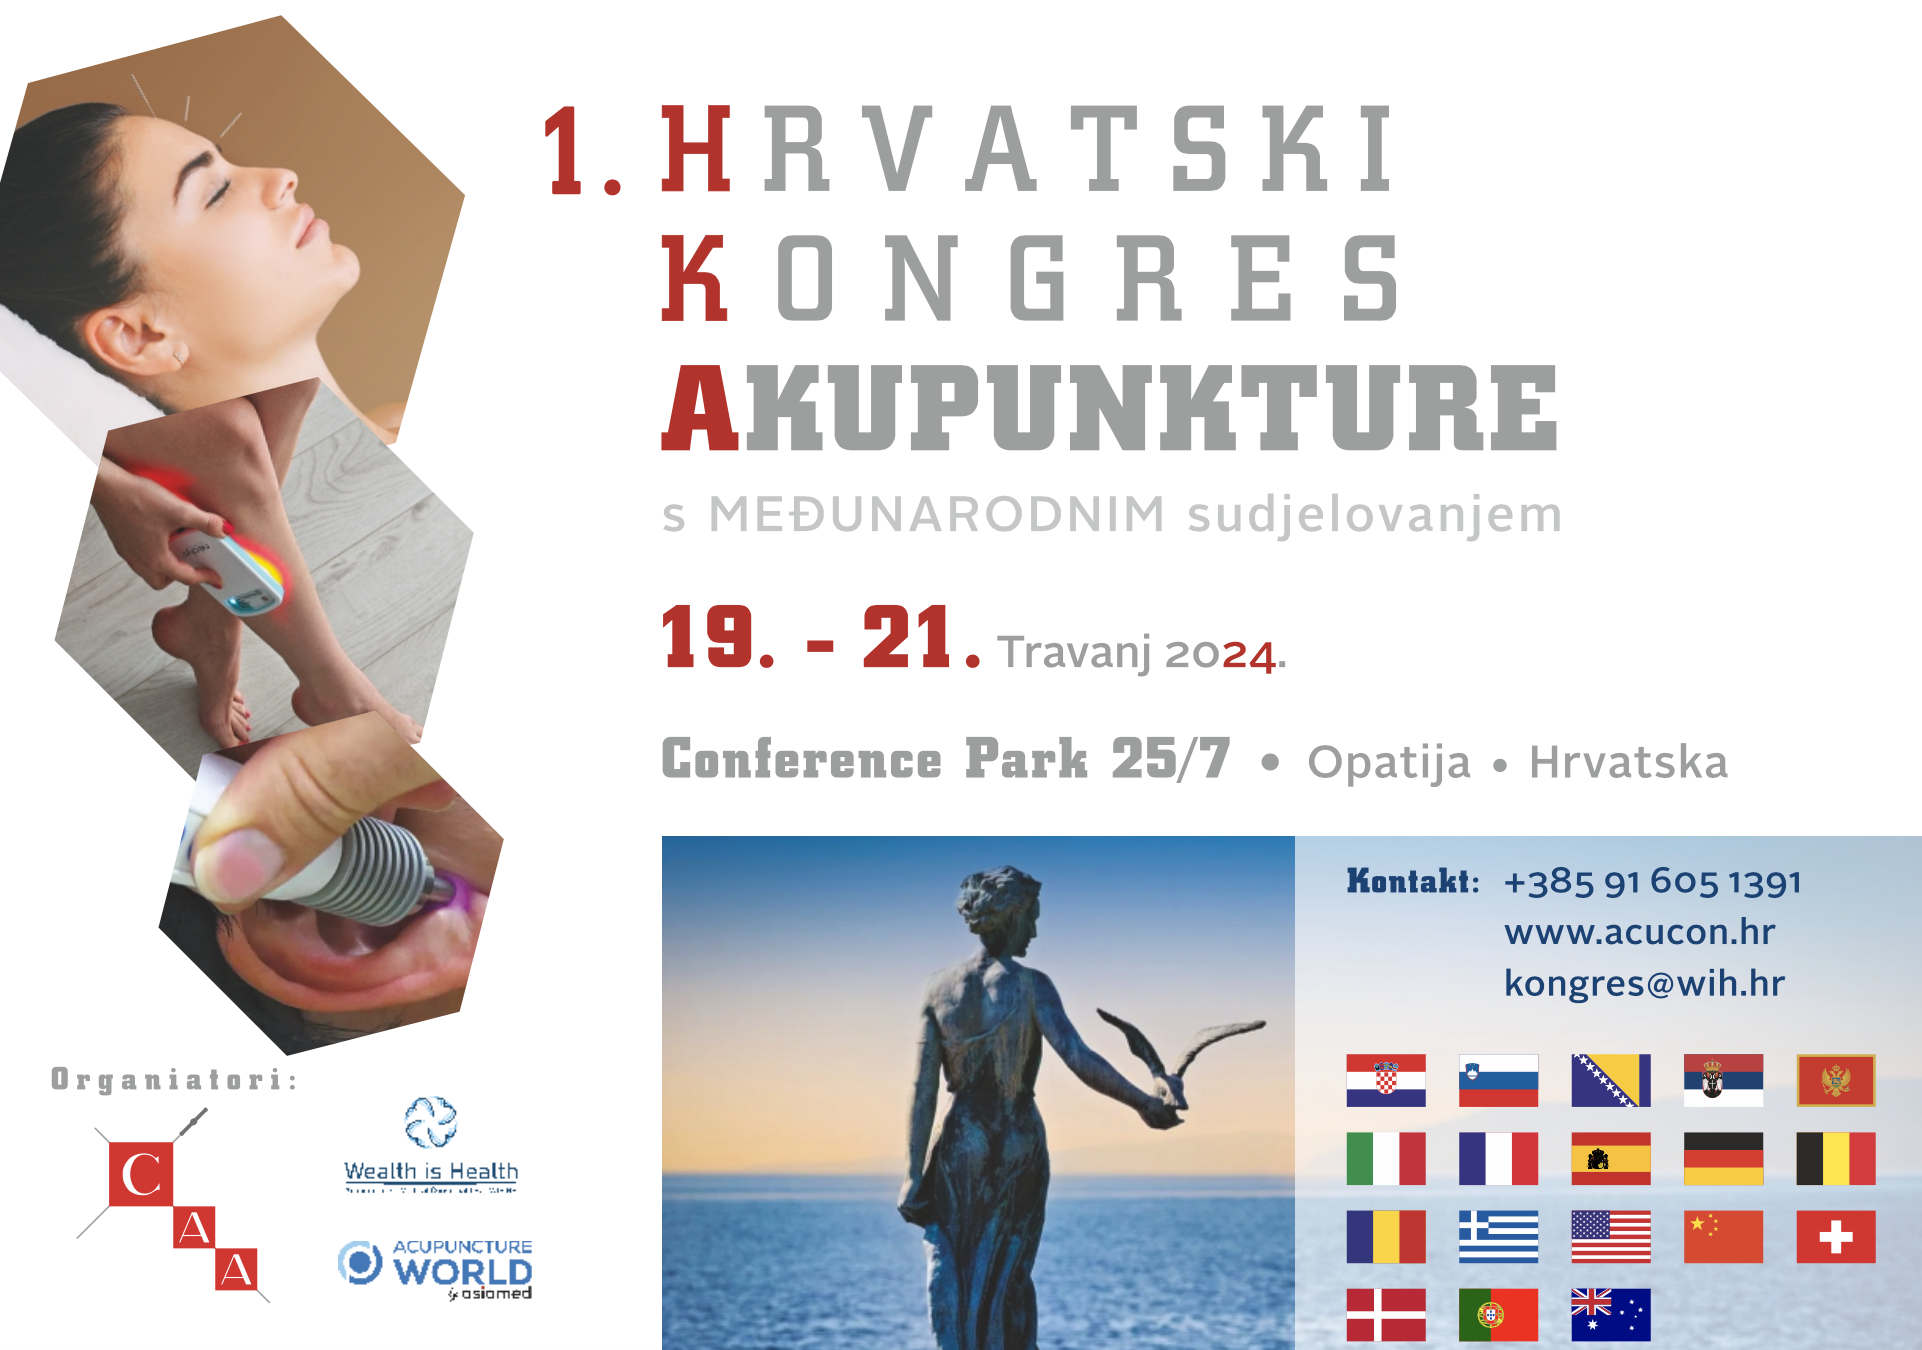 1. HRVATSKI
KONGRES
AKUPUNKTURE
s MEĐUNARODNIM sudjelovanjem
19. - 21. Travanj 2024.
Conference Park 25/7 • Opatija • Hrvatska
Kontakt: +385 91 605 1391
www.acucon.hr
kongres@wih.hr
Organiatori:
C
A
A
Wealth is Health
ACUPUNCTURE
WORLD
by asiamed